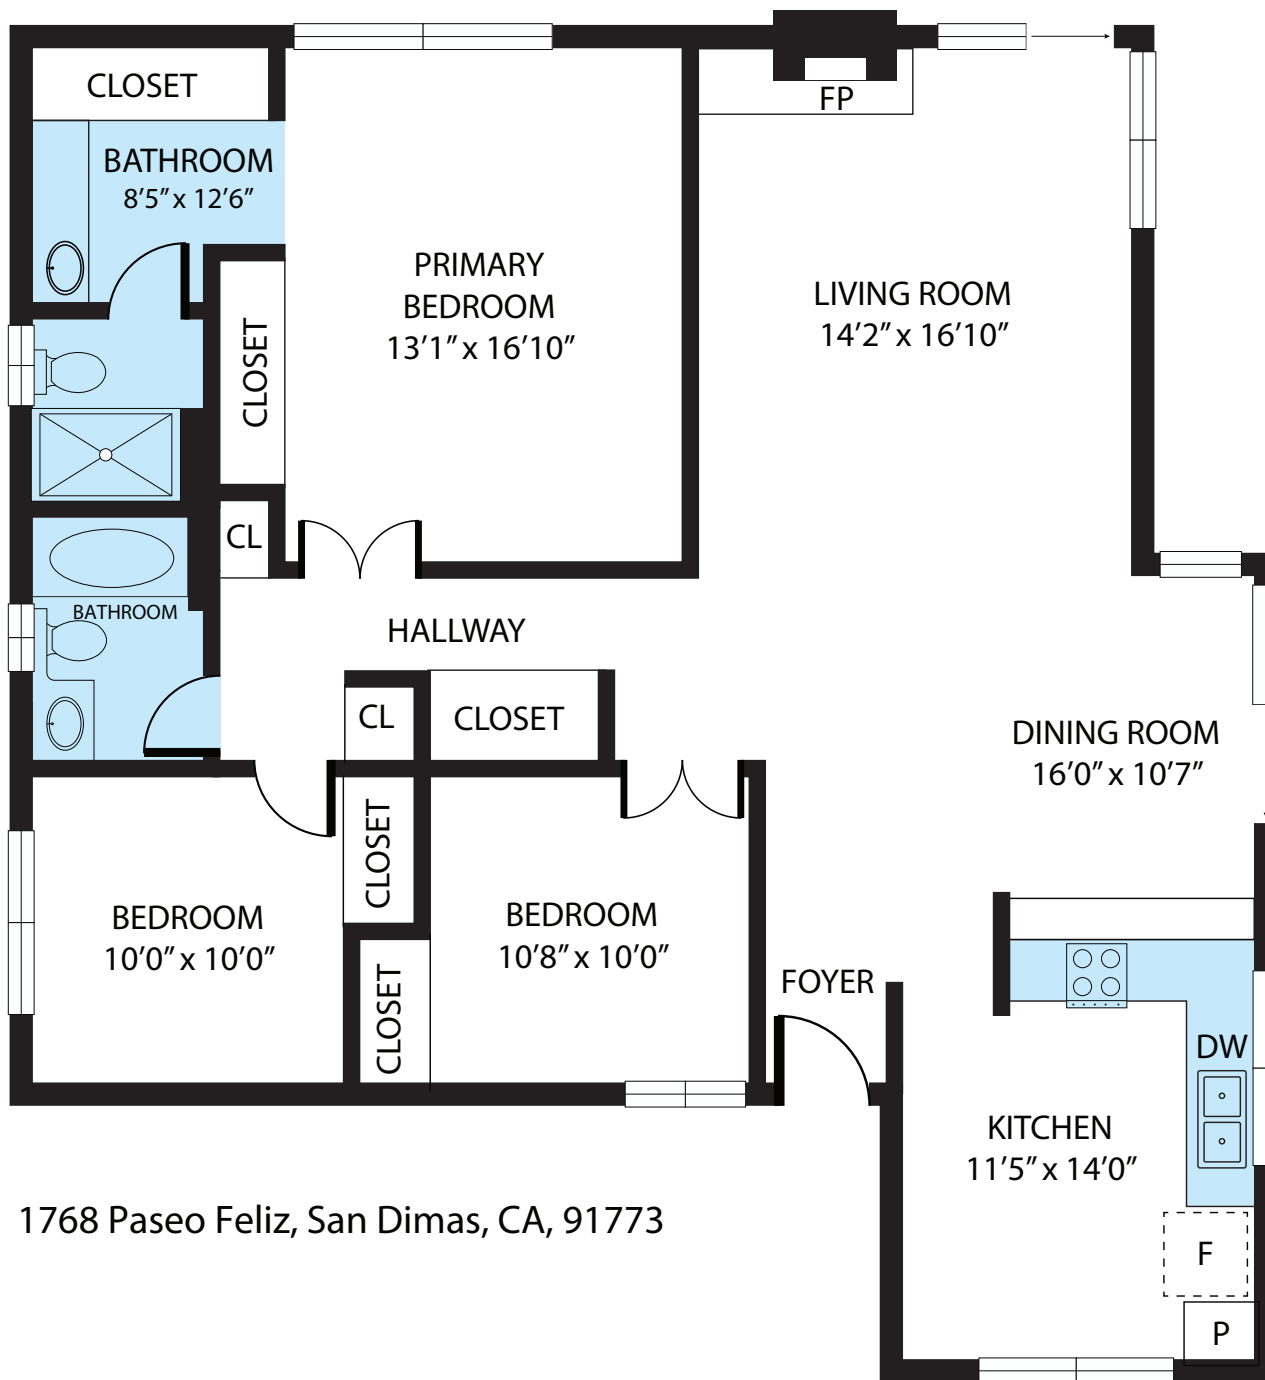 CLOSET
FP
BATHROOM
8’5” x 12’6”
PRIMARY
BEDROOM
13’1” x 16’10”
LIVING ROOM
14’2” x 16’10”
CLOSET
CL
BATHROOM
HALLWAY
CL
CLOSET
DINING ROOM
16’0” x 10’7”
CLOSET
BEDROOM
10’0” x 10’0”
BEDROOM
10’8” x 10’0”
CLOSET
FOYER
DW
KITCHEN
11’5” x 14’0”
1768 Paseo Feliz, San Dimas, CA, 91773
F
P